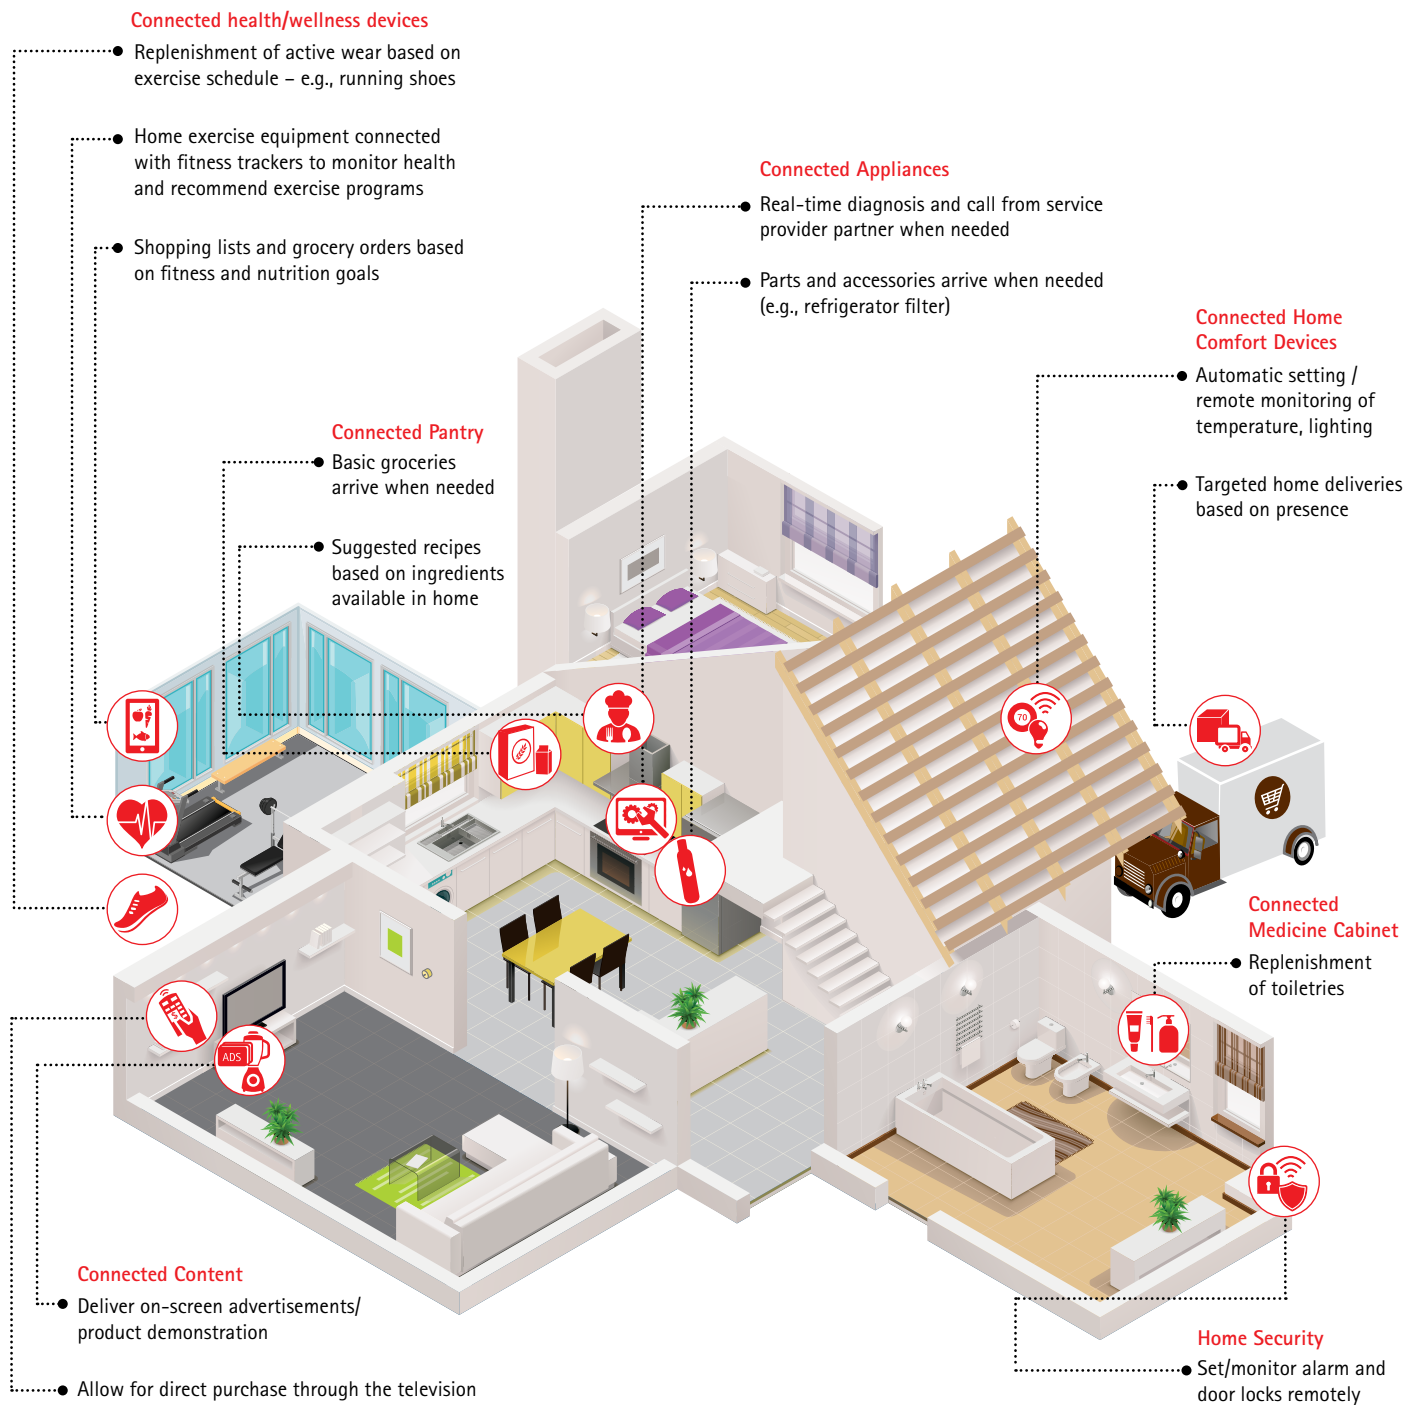 Connected health/wellness devices
Replenishment of active wear based on
exercise schedule – e.g., running shoes
Home exercise equipment connected
with fitness trackers to monitor health
and recommend exercise programs
Shopping lists and grocery orders based
on fitness and nutrition goals
Connected Appliances
Real-time diagnosis and call from service
provider partner when needed
Parts and accessories arrive when needed
(e.g., refrigerator filter)
Connected Home
Comfort Devices
Automatic setting /
remote monitoring of
temperature, lighting
Targeted home deliveries
based on presence
Connected Pantry
Basic groceries
arrive when needed
Suggested recipes
based on ingredients
available in home
70
Connected
Medicine Cabinet
Replenishment
of toiletries
ADS
Connected Content
Deliver on-screen advertisements/
product demonstration
Allow for direct purchase through the television
Home Security
Set/monitor alarm and
door locks remotely